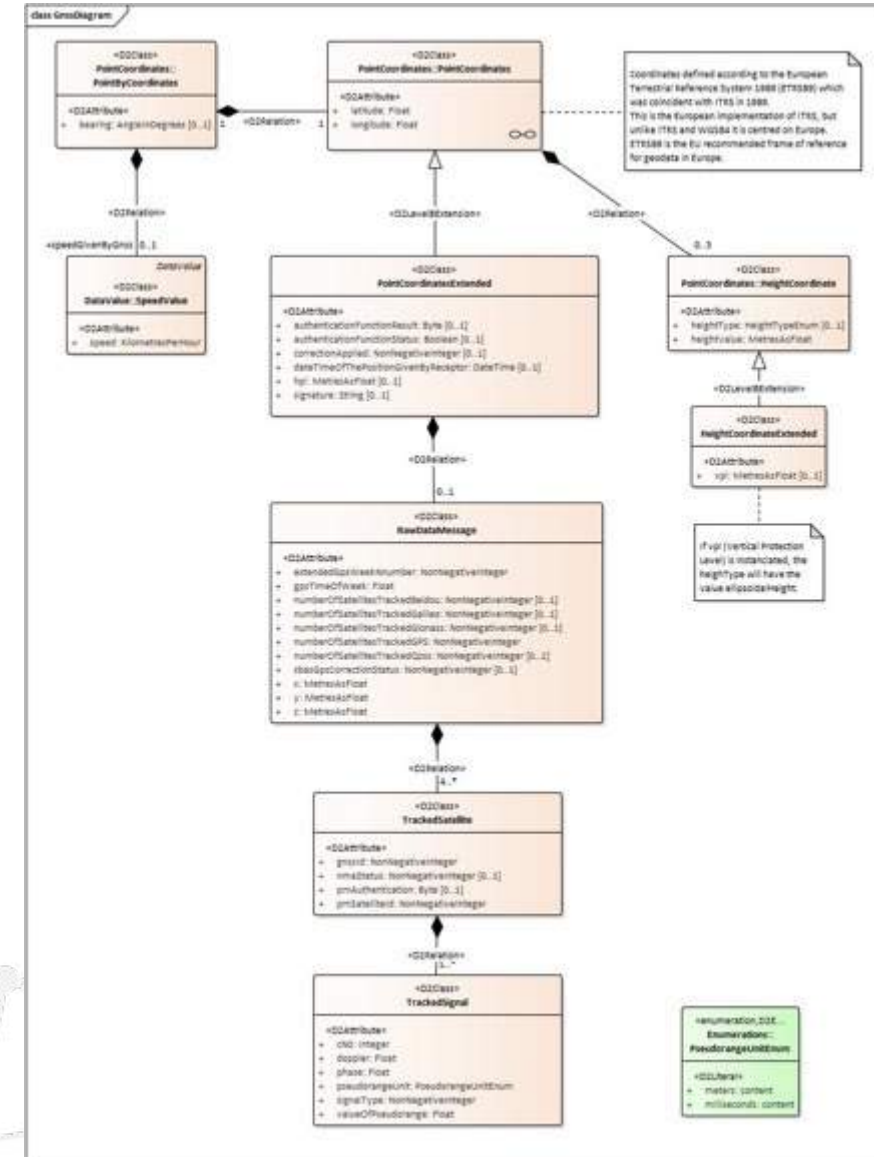 class GnssDiagram
«D2Class»
PointCoordinates::
PointByCoordinates
«D2Attribute»
+ bearing: AngleInDegrees [0..1]
1
«D2Relation»
1
«D2Class»
PointCoordinates::PointCoordinates
«D2Attribute»
+ latitude: Float
+ longitude: Float
Coordinates defined according to the European
Terrestrial Reference System 1989 (ETRS89) which
was coincident with ITRS in 1989.
This is the European implementation of ITRS, but
unlike ITRS and WGS84 it is centred on Europe.
ETRS89 is the EU recommended frame of reference
for geodata in Europe.
«D2Relation»
+speedGivenByGnss 0..1
DataValue
«D2Class»
DataValue::SpeedValue
«D2Attribute»
+ speed: KilometresPerHour
«D2LevelBExtension»
«D2Relation»
0..3
«D2Class»
PointCoordinatesExtended
«D2Attribute»
+ authenticationFunctionResult: Byte [0..1]
+ authenticationFunctionStatus: Boolean [0..1]
+ correctionApplied: NonNegativeInteger [0..1]
+ dateTimeOfThePositionGivenByReceptor: DateTime [0..1]
+ hpl: MetresAsFloat [0..1]
+ signature: String [0..1]
«D2Class»
PointCoordinates::HeightCoordinate
«D2Attribute»
+ heightType: HeightTypeEnum [0..1]
+ heightValue: MetresAsFloat
«D2LevelBExtension»
«D2Class»
HeightCoordinateExtended
«D2Attribute»
+ vpl: MetresAsFloat [0..1]
If vpl (Vertical Protection
Level) is instanciated, the
heightType will have the
value ellipsoidalHeight.
«D2Relation»
0..1
«D2Class»
RawDataMessage
«D2Attribute»
+ extendedGpsWeekNnumber: NonNegativeInteger
+ gpsTimeOfWeek: Float
+ numberOfSatellitesTrackedBeidou: NonNegativeInteger [0..1]
+ numberOfSatellitesTrackedGalileo: NonNegativeInteger [0..1]
+ numberOfSatellitesTrackedGlonass: NonNegativeInteger [0..1]
+ numberOfSatellitesTrackedGPS: NonNegativeInteger
+ numberOfSatellitesTrackedQzss: NonNegativeInteger [0..1]
+ sbasGpsCorrectionStatus: NonNegativeInteger [0..1]
+ x: MetresAsFloat
+ y: MetresAsFloat
+ z: MetresAsFloat
«D2Relation»
4..*
«D2Class»
TrackedSatellite
«D2Attribute»
+ gnssId: NonNegativeInteger
+ nmaStatus: NonNegativeInteger [0..1]
+ prnAuthentication: Byte [0..1]
+ prnSatelliteId: NonNegativeInteger
«D2Relation»
1..*
«D2Class»
TrackedSignal
«D2Attribute»
+ cN0: Integer
+ doppler: Float
+ phase: Float
+ pseudorangeUnit: PseudorangeUnitEnum
+ signalType: NonNegativeInteger
+ valueOfPseudorange: Float
«enumeration,D2E...
Enumerations::
PseudorangeUnitEnum
«D2Literal»
+ meters: content
+ milliseconds: content